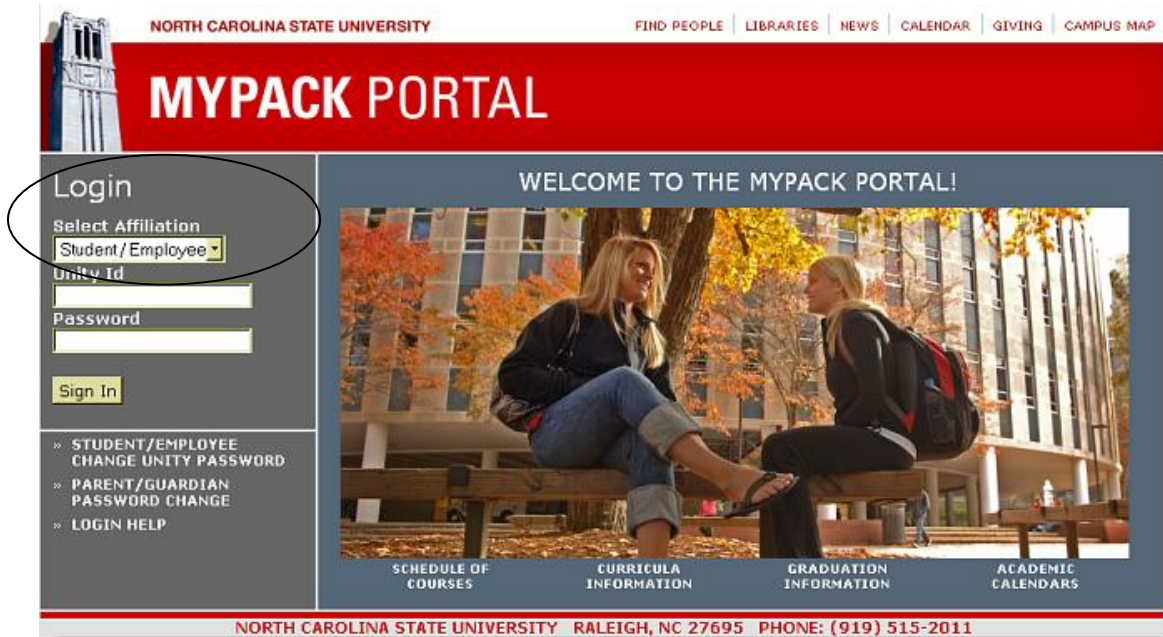 NORTH CAROLINA STATE UNIVERSITY
FIND PEOPLE | LIBRARIES | NEWS | CALENDAR | GIVING | CAMPUS MAP
MYPACK PORTAL
Login
Select Affiliation
Student/Employee
Unity Id
Password
Sign In
» STUDENT/EMPLOYEE
CHANGE UNITY PASSWORD
» PARENT/GUARDIAN
PASSWORD CHANGE
» LOGIN HELP
WELCOME TO THE MYPACK PORTAL!
SCHEDULE OF
COURSES
CURRICULA
INFORMATION
GRADUATION
INFORMATION
ACADEMIC
CALENDARS
NORTH CAROLINA STATE UNIVERSITY RALEIGH, NC 27695 PHONE: (919) 515-2011